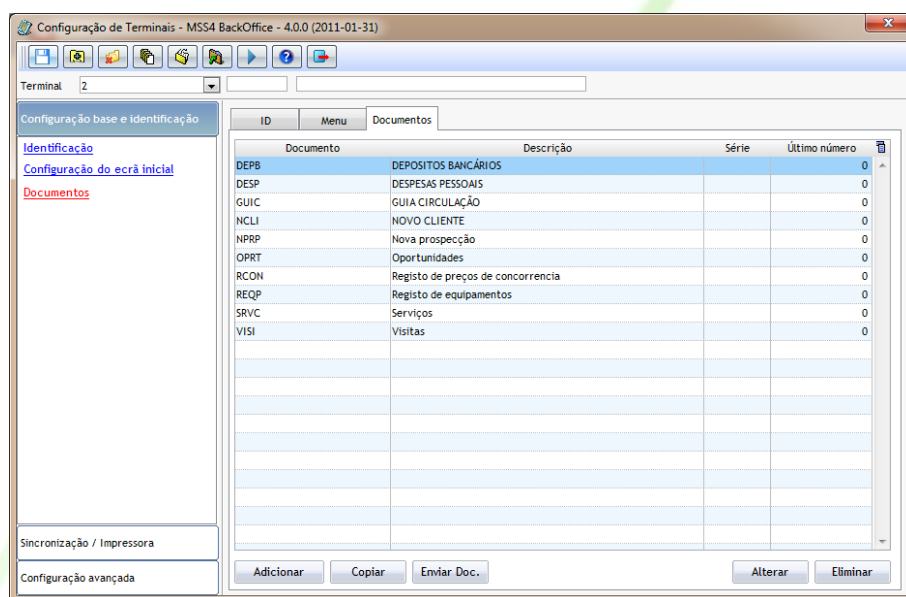 Configuração de Terminais - MSS4 BackOffice - 4.0.0 (2011-01-31)
Terminal 2
Configuração base e identificação
Identificação
Configuração do ecrã inicial
Documentos
Sincronização / Impressora
Configuração avançada
ID Menu Documentos
Documento Descrição Série Último número
DEPB DEPOSITOS BANCÁRIOS 0
DESP DESPESAS PESSOAIS 0
GUIC GUIA CIRCULAÇÃO 0
NCLI NOVO CLIENTE 0
NPRP Nova prospecção 0
OPRT Oportunidades 0
RCON Registo de preços de concorrencia 0
REQP Registo de equipamentos 0
SRVC Serviços 0
VISI Visitas 0
Adicionar Copiar Enviar Doc. Alterar Eliminar